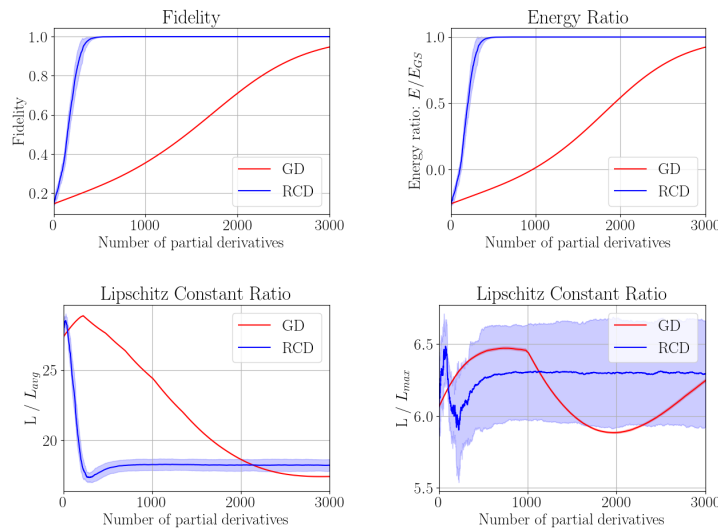 Fidelity
Fidelity
1.0
0.8
0.6
0.4
0.2
GD
RCD
0
1000
2000
3000
Number of partial derivatives
Energy Ratio
Energy ratio: E/E_GS
1.0
0.5
0.0
GD
RCD
0
1000
2000
3000
Number of partial derivatives
Lipschitz Constant Ratio
L / L_avg
25
20
GD
RCD
0
1000
2000
3000
Number of partial derivatives
Lipschitz Constant Ratio
L / L_max
6.5
6.0
5.5
GD
RCD
0
1000
2000
3000
Number of partial derivatives